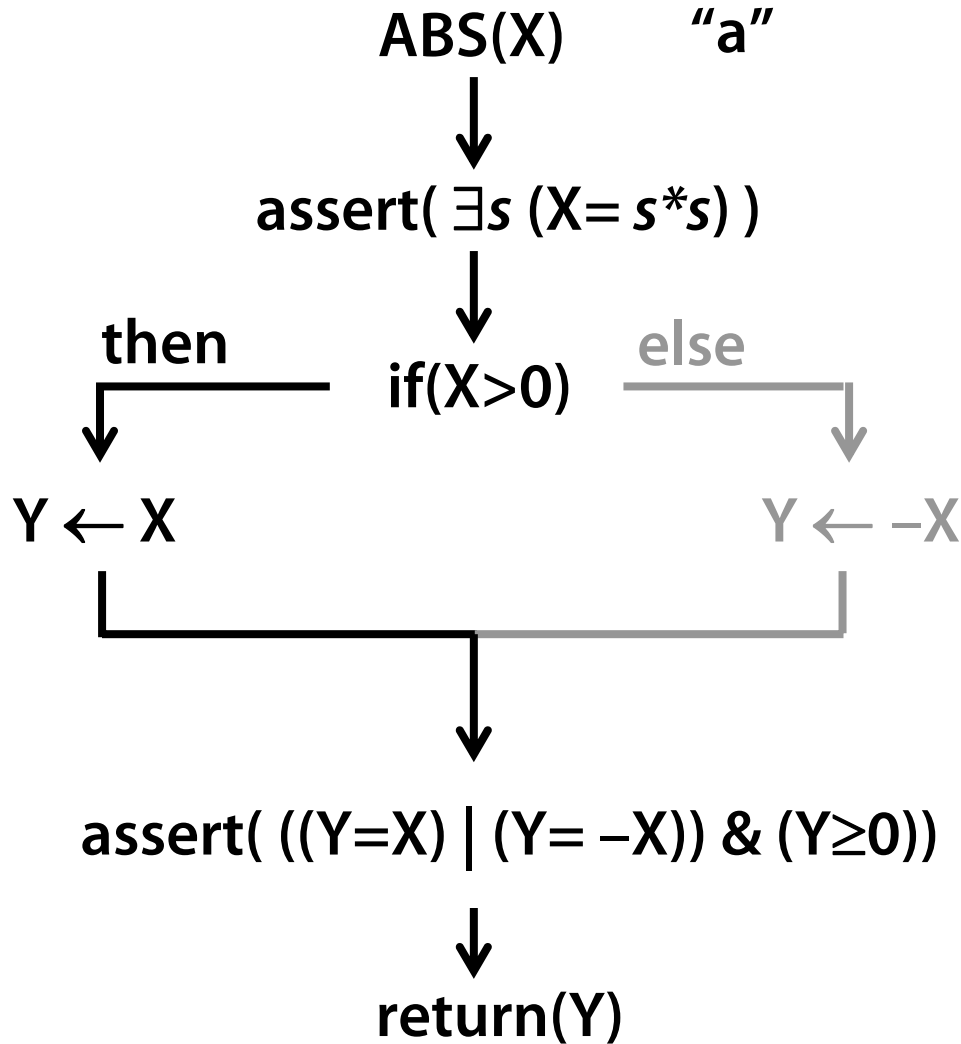 ABS(X) “a”
assert( ∃s (X= s*s) )
then else
if(X>0)
Y ← X Y ← –X
assert( ((Y=X) | (Y= –X)) & (Y≥0))
return(Y)